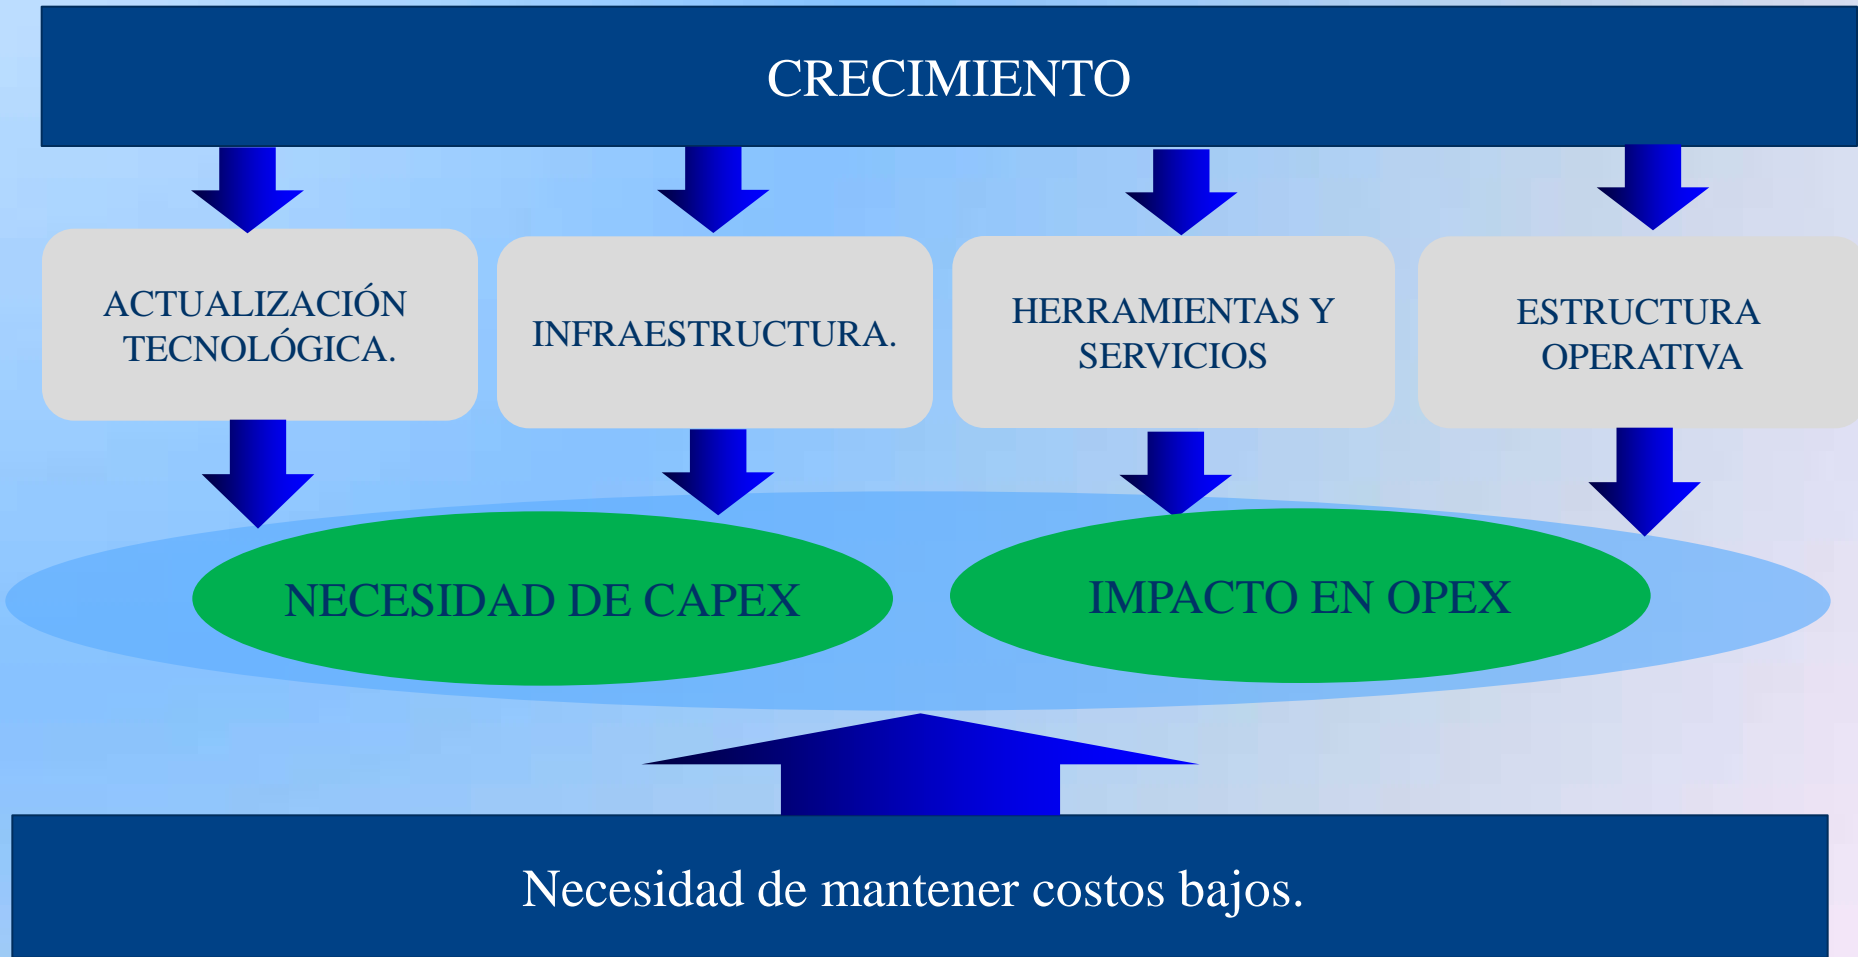 CRECIMIENTO
ACTUALIZACIÓN
TECNOLÓGICA.
INFRAESTRUCTURA.
HERRAMIENTAS Y
SERVICIOS
ESTRUCTURA
OPERATIVA
NECESIDAD DE CAPEX
IMPACTO EN OPEX
Necesidad de mantener costos bajos.